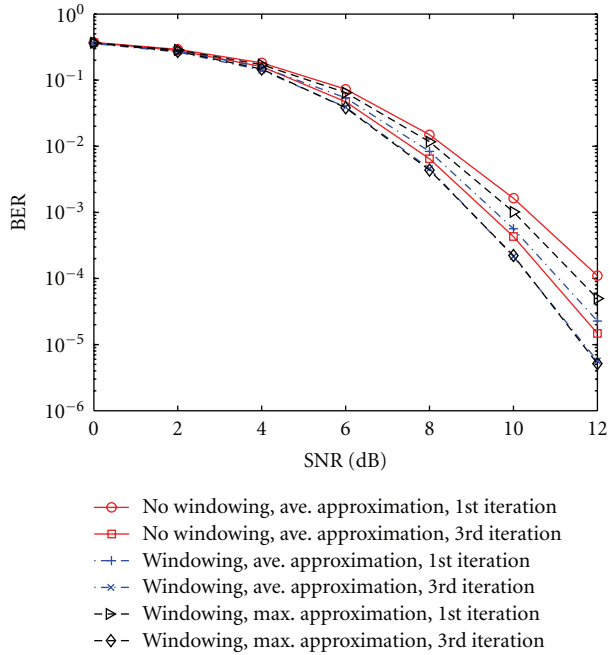 10^0
10^-1
10^-2
10^-3
10^-4
10^-5
10^-6
BER
0 2 4 6 8 10 12
SNR (dB)
No windowing, ave. approximation, 1st iteration
No windowing, ave. approximation, 3rd iteration
Windowing, ave. approximation, 1st iteration
Windowing, ave. approximation, 3rd iteration
Windowing, max. approximation, 1st iteration
Windowing, max. approximation, 3rd iteration